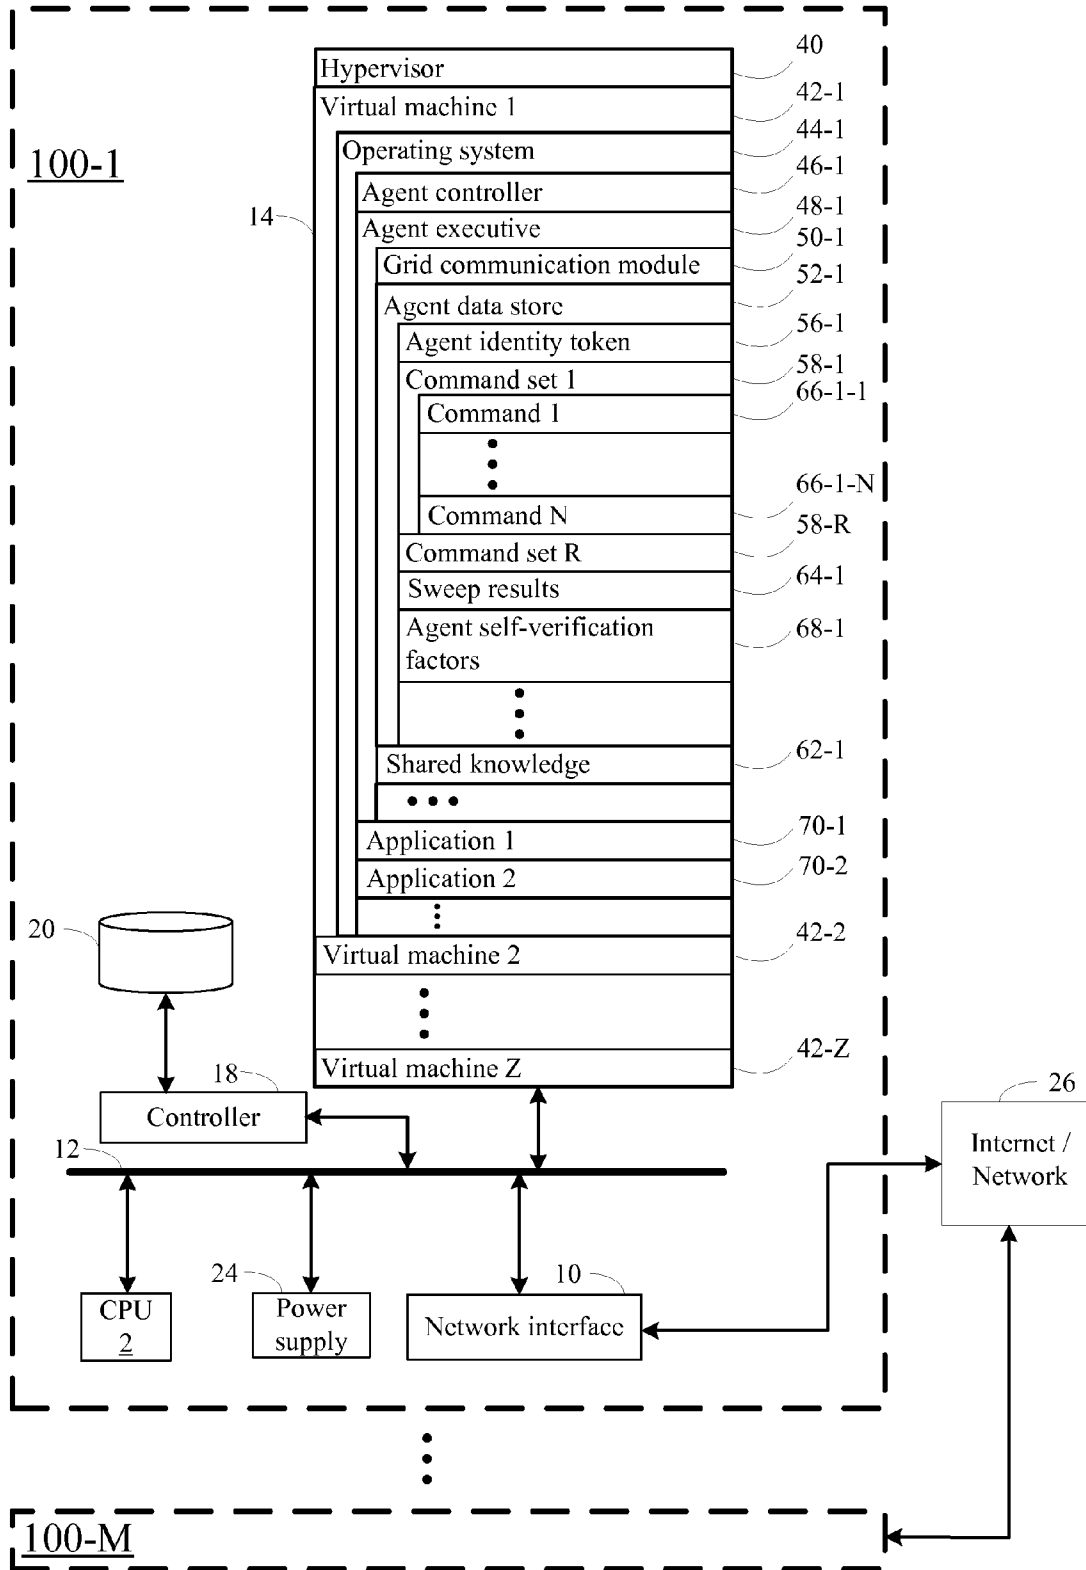 Hypervisor
40
Virtual machine 1
42-1
Operating system
44-1
100-1
Agent controller
46-1
14
Agent executive
48-1
Grid communication module
50-1
Agent data store
52-1
Agent identity token
56-1
Command set 1
58-1
Command 1
66-1-1
Command N
66-1-N
Command set R
58-R
Sweep results
64-1
Agent self-verification
factors
68-1
Shared knowledge
62-1
Application 1
70-1
Application 2
70-2
20
Virtual machine 2
42-2
Virtual machine Z
42-Z
18
Controller
26
Internet /
Network
12
24
10
CPU
2
Power
supply
Network interface
100-M